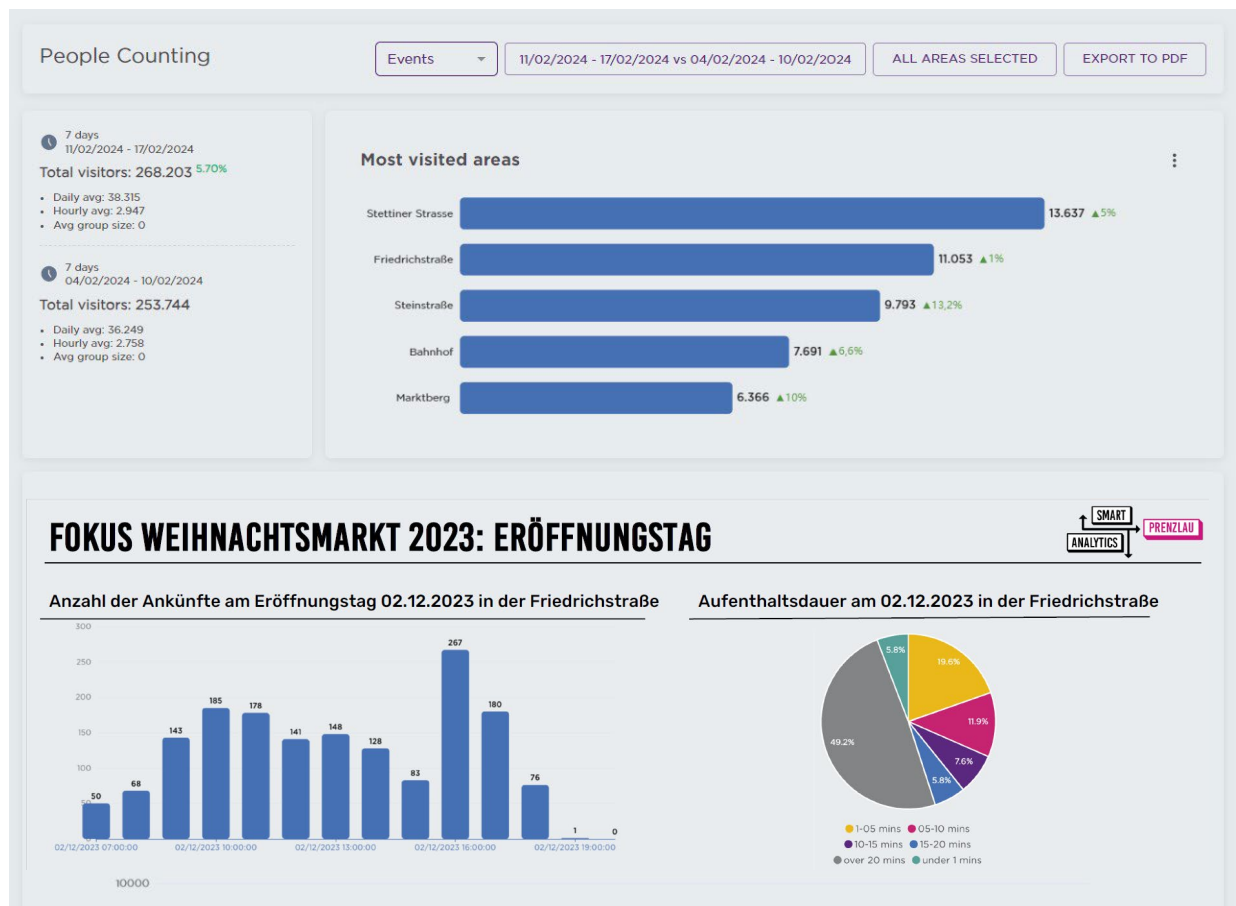 People Counting
Events
11/02/2024 - 17/02/2024 vs 04/02/2024 - 10/02/2024
ALL AREAS SELECTED
EXPORT TO PDF
7 days
11/02/2024 - 17/02/2024
Total visitors: 268.203 5.70%
• Daily avg: 38.315
• Hourly avg: 2.947
• Avg group size: 0
7 days
04/02/2024 - 10/02/2024
Total visitors: 253.744
• Daily avg: 36.249
• Hourly avg: 2.758
• Avg group size: 0
Most visited areas
Stettiner Strasse 13.637 ▲5%
Friedrichstraße 11.053 ▲1%
Steinstraße 9.793 ▲13,2%
Bahnhof 7.691 ▲6,6%
Marktberg 6.366 ▲10%
FOKUS WEIHNACHTSMARKT 2023: ERÖFFNUNGSTAG
SMART
PRENZLAU
ANALYTICS
Anzahl der Ankünfte am Eröffnungstag 02.12.2023 in der Friedrichstraße
300
250
200
150
100
50
0
50
68
143
185
178
141
148
128
83
267
180
76
1
0
02/12/2023 07:00:00
02/12/2023 10:00:00
02/12/2023 13:00:00
02/12/2023 16:00:00
02/12/2023 19:00:00
Aufenthaltsdauer am 02.12.2023 in der Friedrichstraße
5.8%
19.6%
11.9%
7.6%
5.8%
49.2%
1-05 mins
05-10 mins
10-15 mins
15-20 mins
over 20 mins
under 1 mins
10000